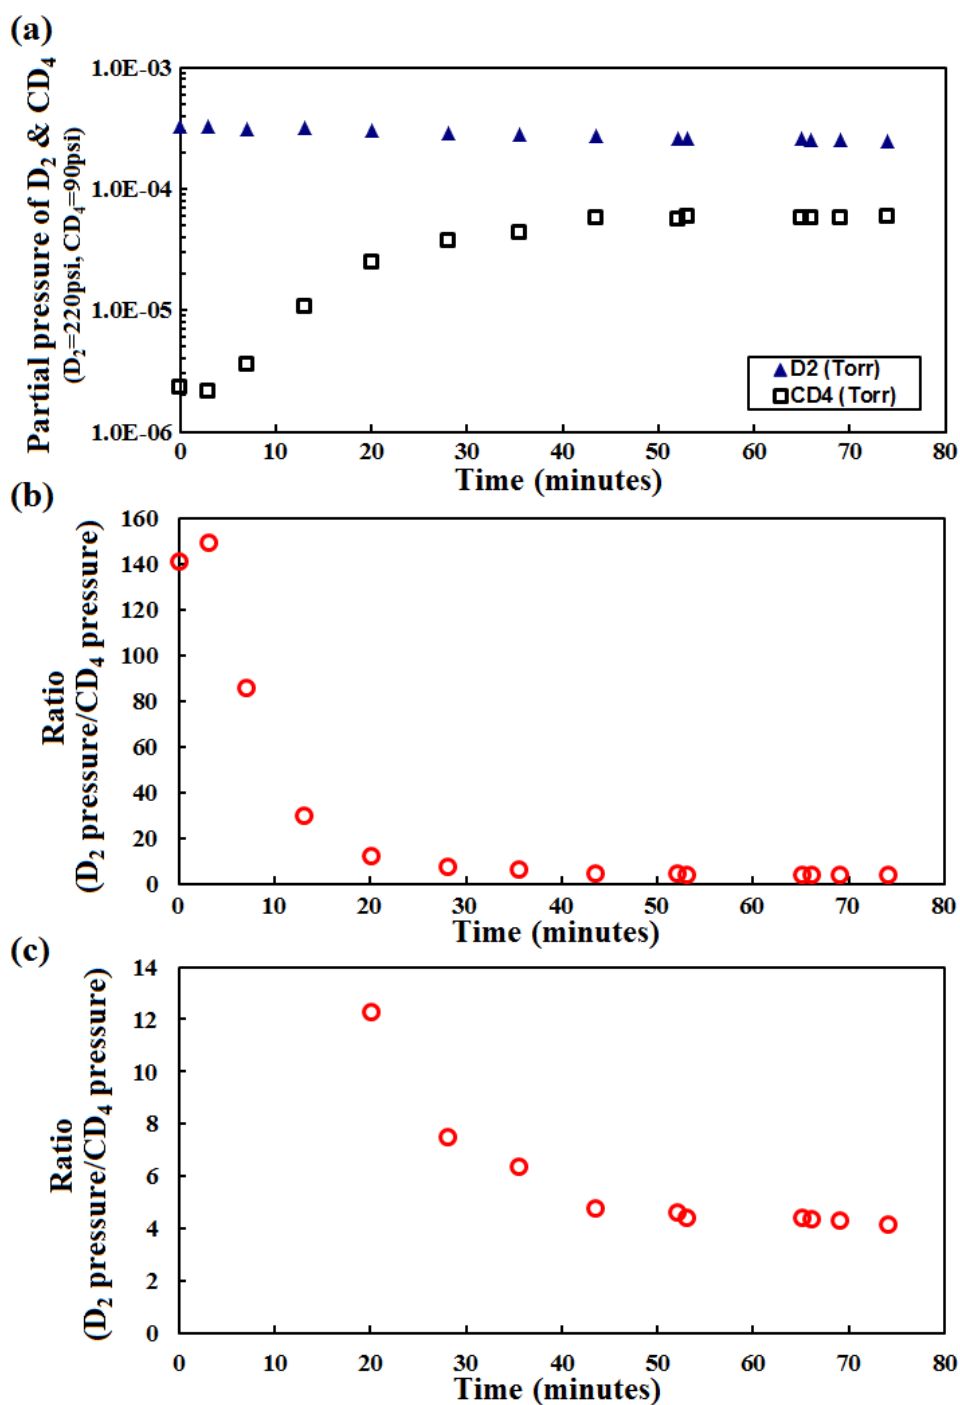 (a)
Partial pressure of D₂ & CD₄
(D₂=220psi, CD₄=90psi)
1.0E-03
1.0E-04
1.0E-05
1.0E-06
D2 (Torr)
CD4 (Torr)
0 10 20 30 40 50 60 70 80
Time (minutes)
(b)
Ratio
(D₂ pressure/CD₄ pressure)
160
140
120
100
80
60
40
20
0
0 10 20 30 40 50 60 70 80
Time (minutes)
(c)
Ratio
(D₂ pressure/CD₄ pressure)
14
12
10
8
6
4
2
0
0 10 20 30 40 50 60 70 80
Time (minutes)